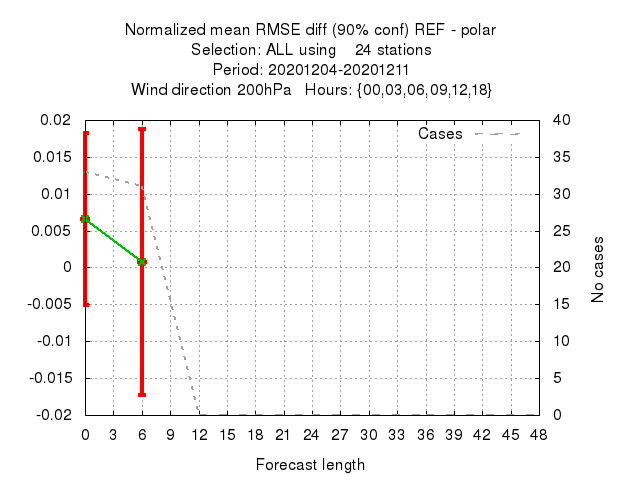 Normalized mean RMSE diff (90% conf) REF - polar
Selection: ALL using    24 stations
Period: 20201204-20201211
Wind direction 200hPa   Hours: {00,03,06,09,12,18}
Cases
0.02
0.015
0.01
0.005
0
-0.005
-0.01
-0.015
-0.02
40
35
30
25
20
15
10
5
0
No cases
0 3 6 9 12 15 18 21 24 27 30 33 36 39 42 45 48
Forecast length